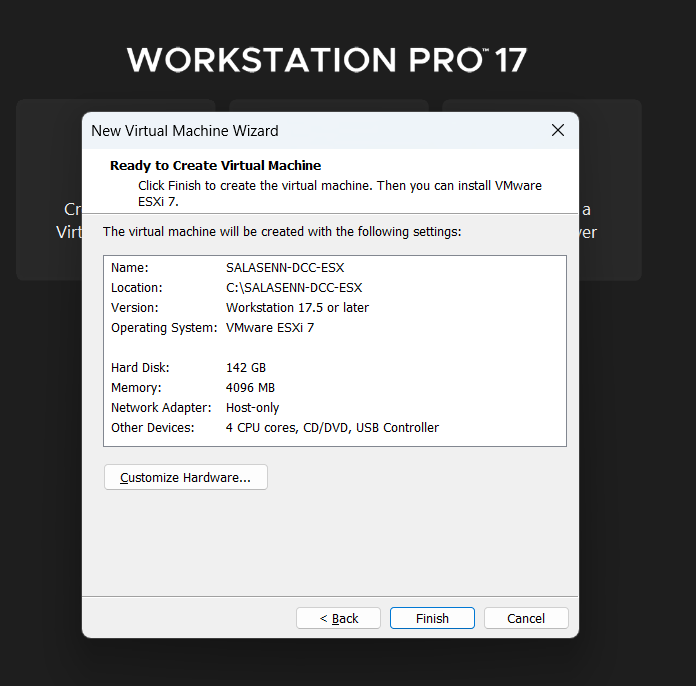 WORKSTATION PRO™ 17
New Virtual Machine Wizard
Ready to Create Virtual Machine
Click Finish to create the virtual machine. Then you can install VMware
ESXi 7.
Cr
a
Virt
ver
The virtual machine will be created with the following settings:
Name: SALASENN-DCC-ESX
Location: C:\SALASENN-DCC-ESX
Version: Workstation 17.5 or later
Operating System: VMware ESXi 7
Hard Disk: 142 GB
Memory: 4096 MB
Network Adapter: Host-only
Other Devices: 4 CPU cores, CD/DVD, USB Controller
Customize Hardware...
< Back Finish Cancel